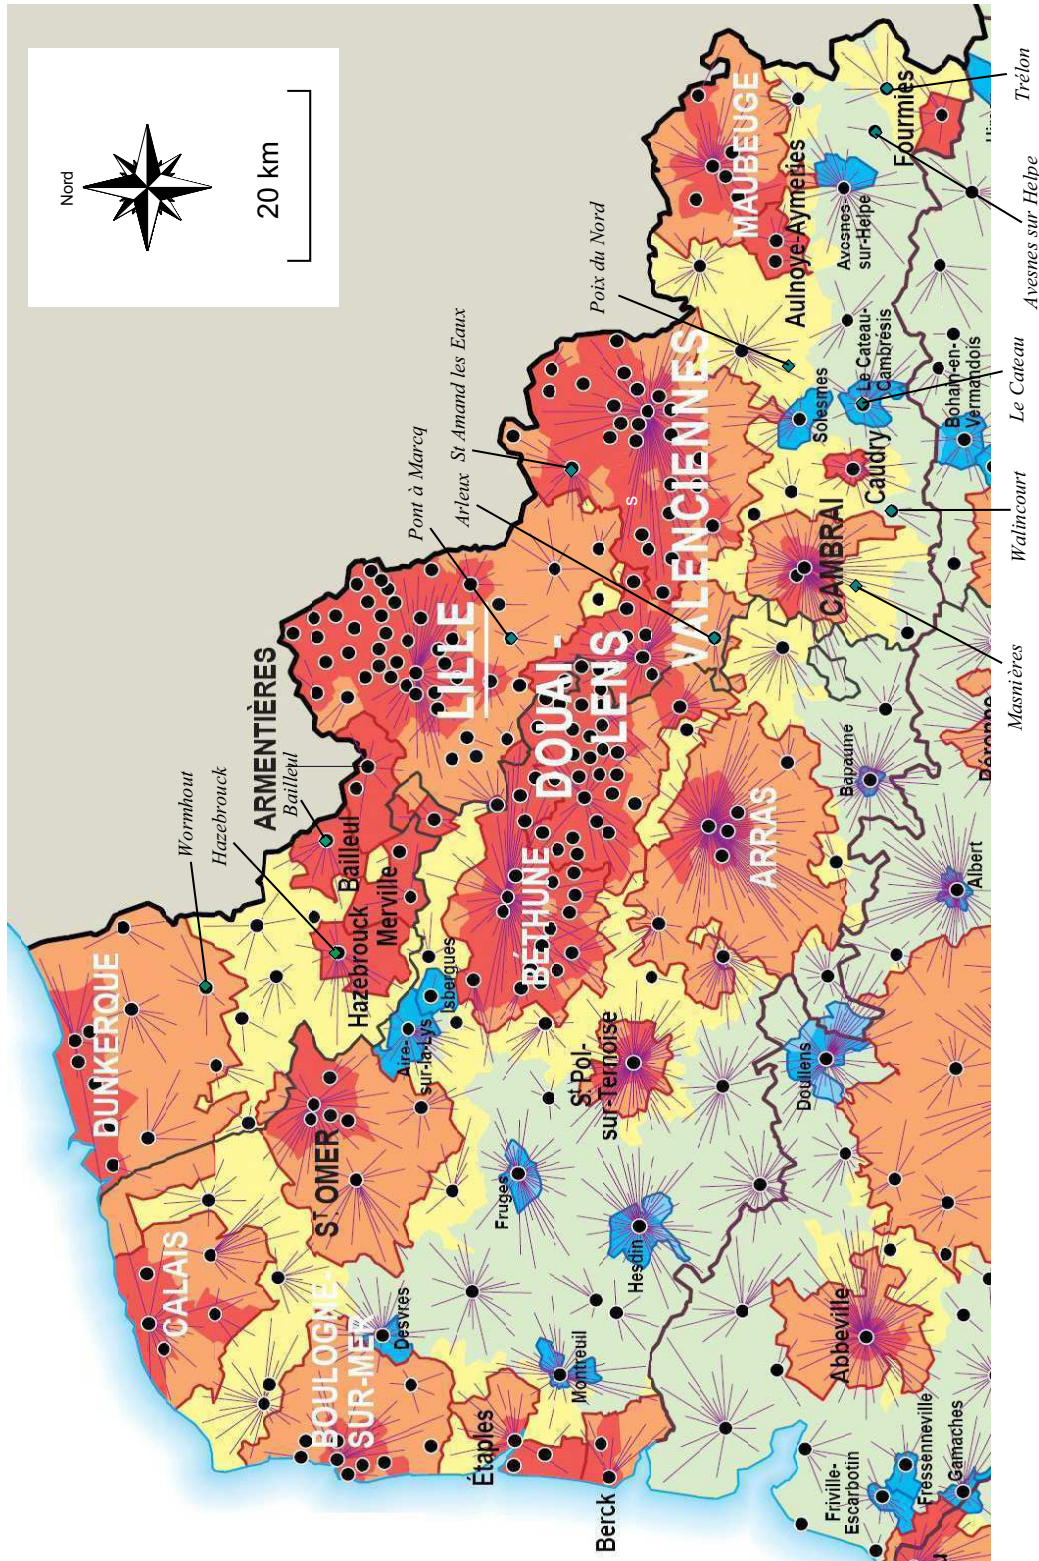 Nord
20 km
DUNKERQUE
CALAIS
Wormhout
Hazebrouck
ARMENTIÈRES
Bailleul
BOULOGNE-
SUR-MER
ST OMER
Bailleul
Hazebrouck
Merville
Desvres
Aire-
sur-la-Lys
Isbergues
Pont à Marcq
LILLE
St Amand les Eaux
Arleux
Étaples
Fruges
BÉTHUNE
DOUAI -
LENS
Montreuil
St Pol-
sur-Ternoise
Poix du Nord
Berck
s
Hesdin
VALENCIENNES
MAUBEUGE
ARRAS
Aulnoye-Aymeries
Doullens
Solesmes
CAMBRAI
Friville-
Escarbotin
Abbeville
Bapaume
Avesnes-
sur-Helpe
Le Cateau-
Cambrésis
Caudry
Fourmies
Fressenneville
Gamaches
Bohain-en-
Vermandois
Albert
Péronne
Masnières
Walincourt
Le Cateau
Avesnes sur Helpe
Trélon